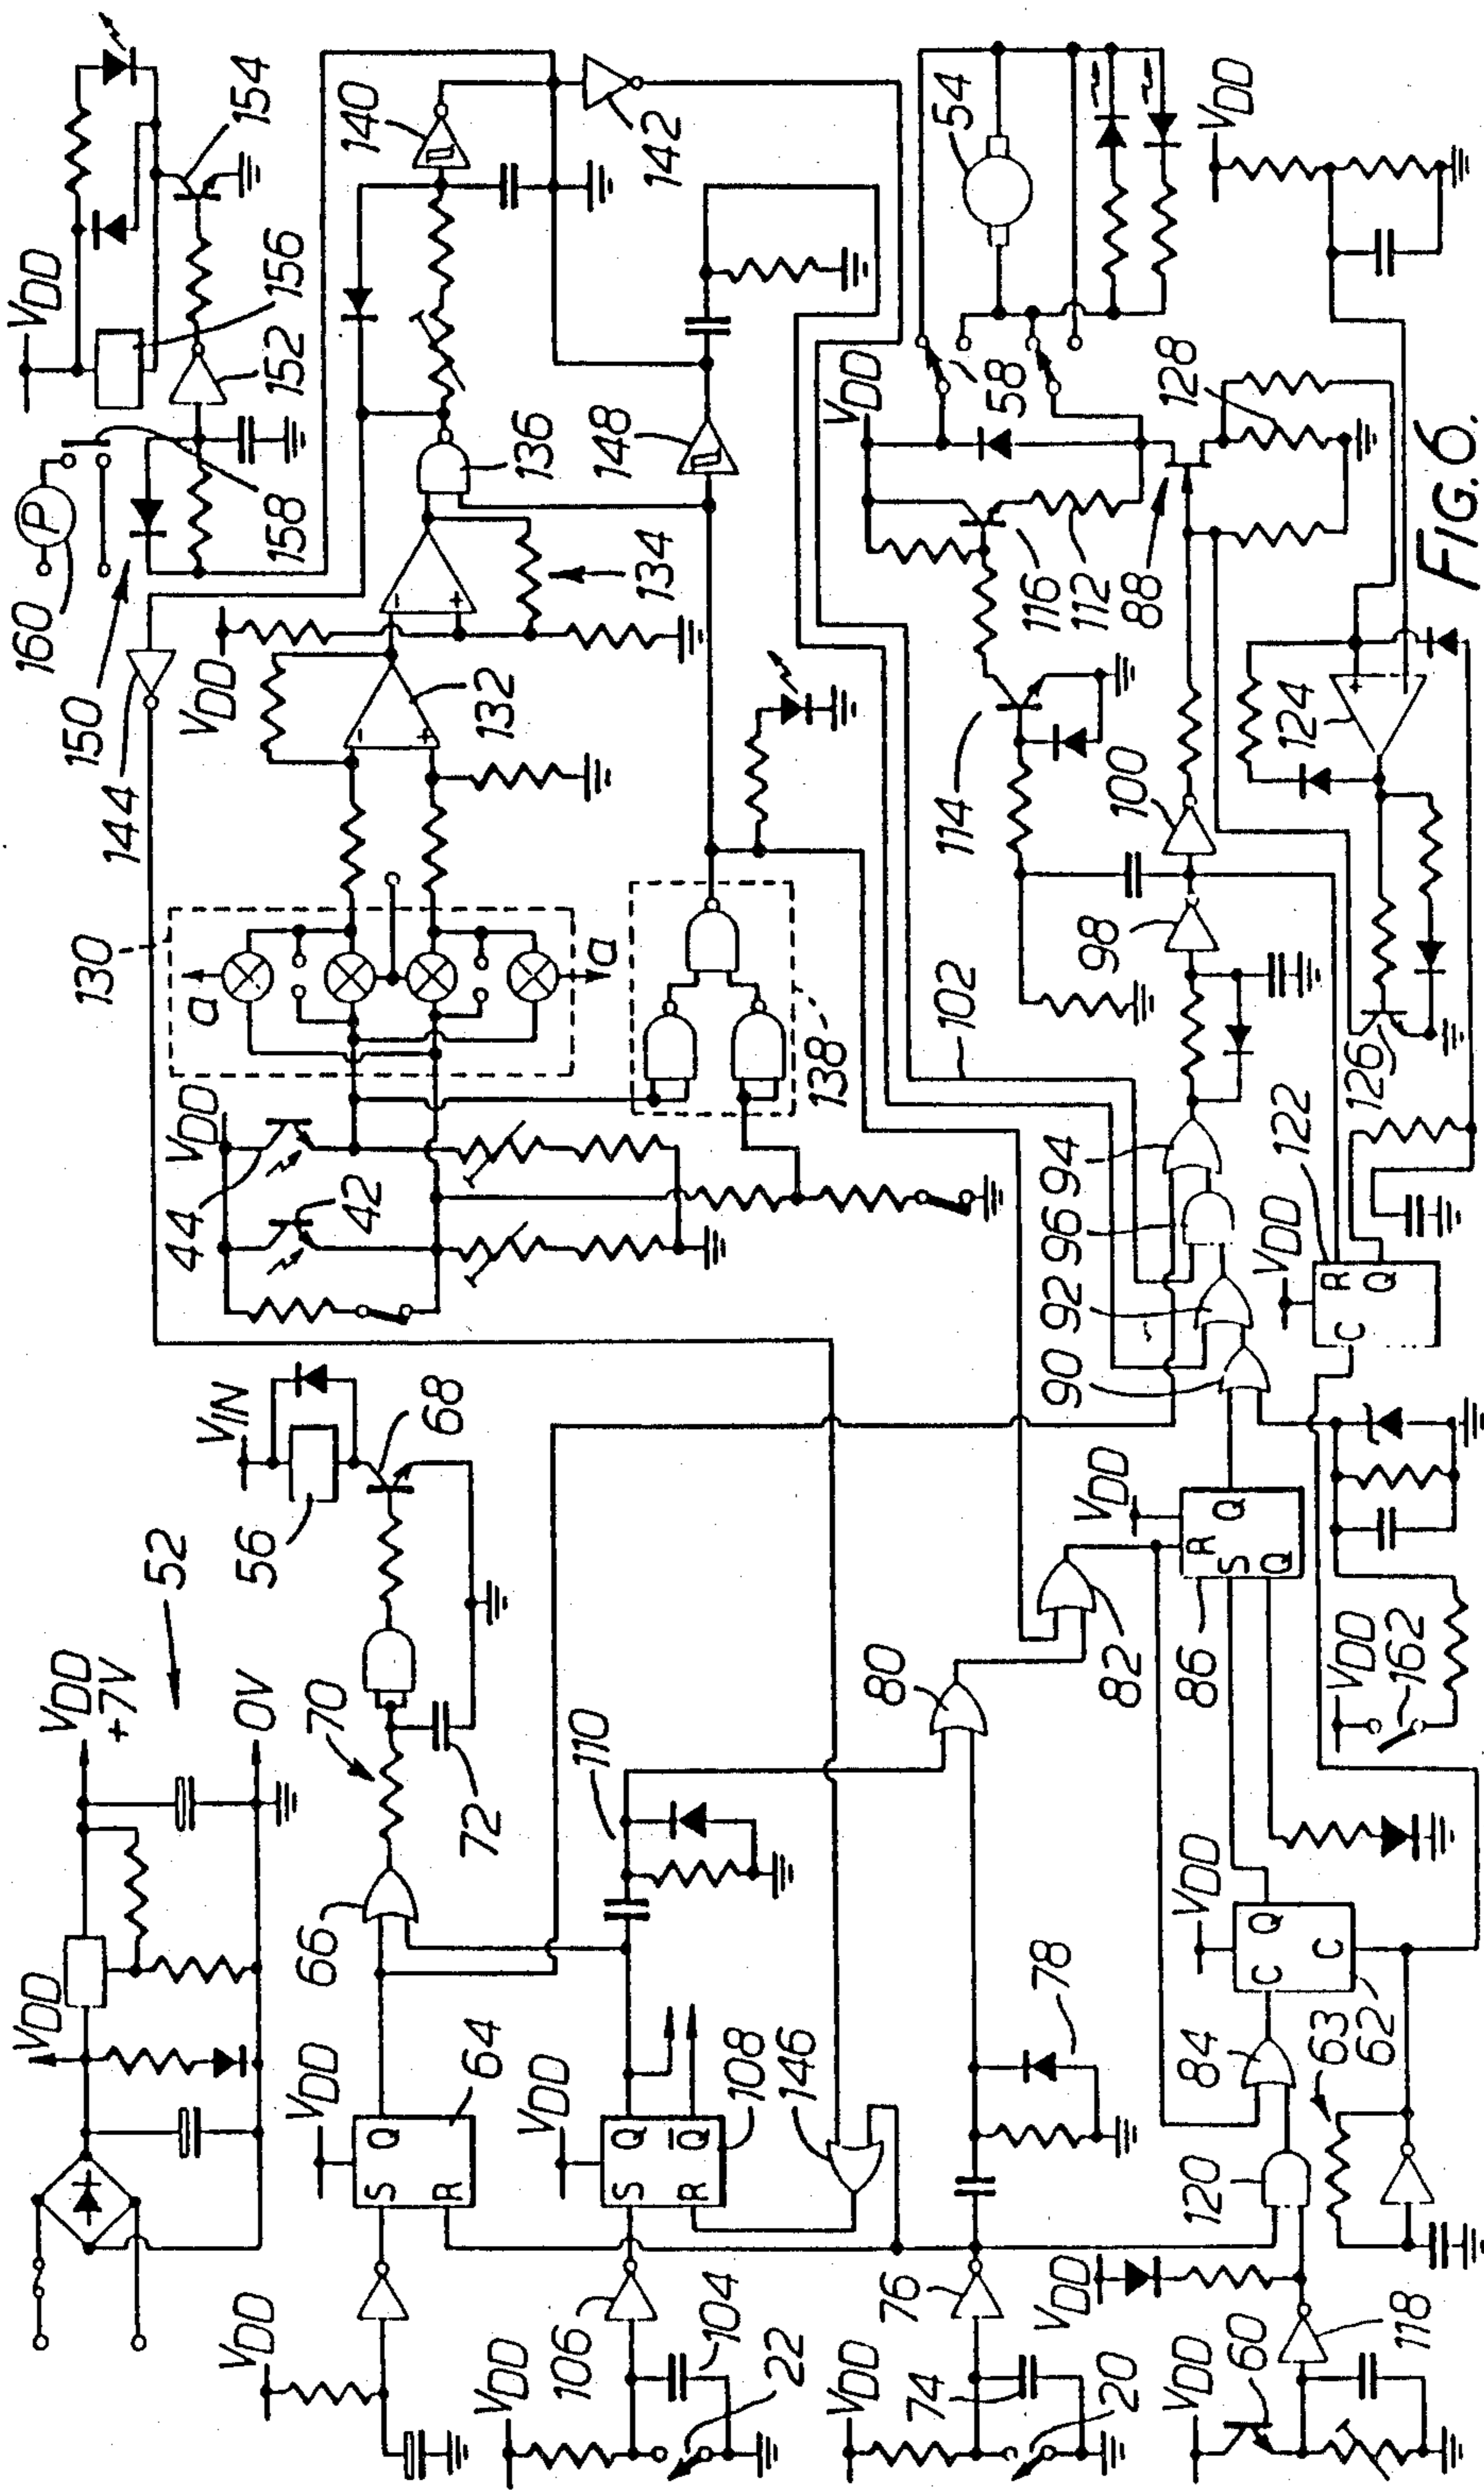 VDD
VDD
+7V
52
0V
VDD
VDD
Q
S
R
64
66
70
72
56
VIN
68
144
150
160
P
158
VDD
152
156
154
VDD
106
104
22
VDD
Q
S
R
Q
108
110
44
VDD
42
130
a
a
VDD
132
134
136
140
142
148
146
138
VDD
74
20
76
78
80
82
102
114
116
112
88
VDD
58
54
128
VDD
VDD
60
118
VDD
120
63
62
84
VDD
C
Q
C
86
VDD
R
S
Q
Q
VDD
162
90
92
96
94
98
100
VDD
C
R
Q
122
126
124
+
-
+
-
+
FIG.6.